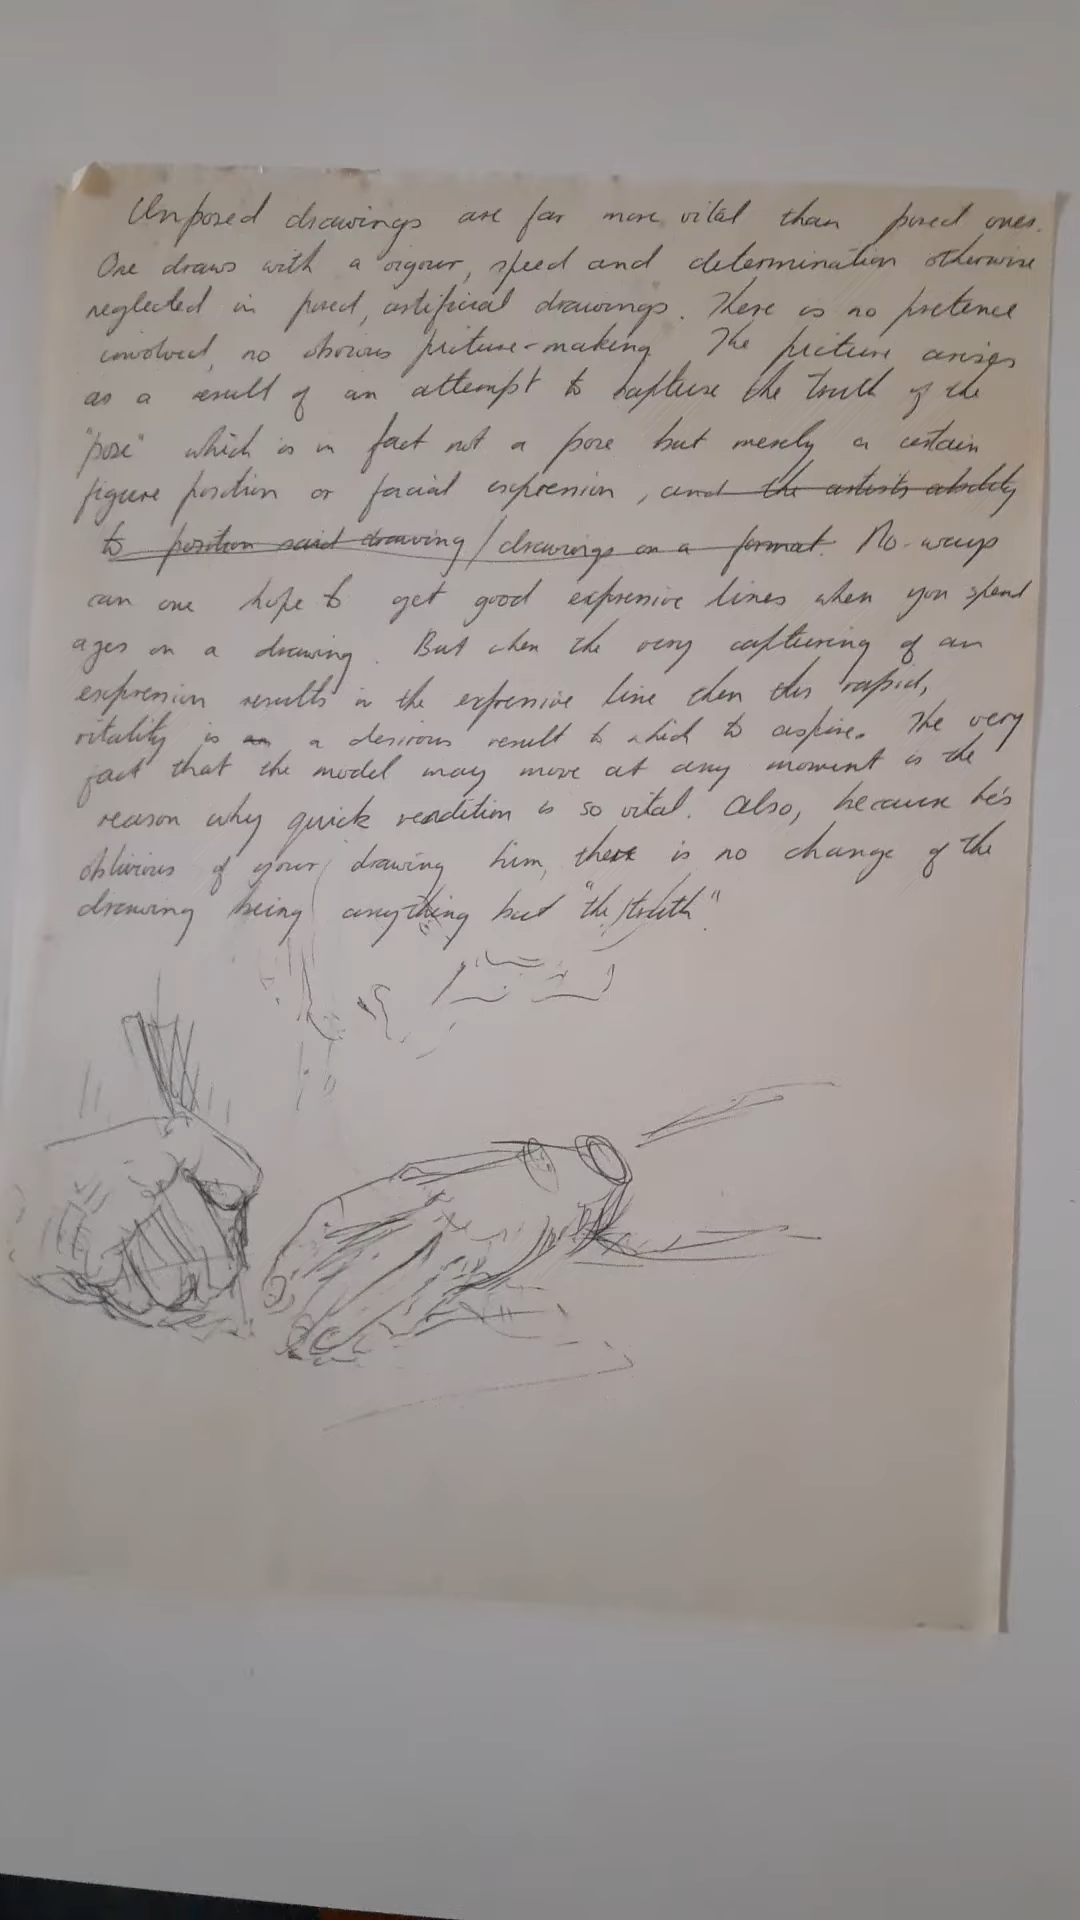 Unposed drawings are far more vital than posed ones.
One draws with a vigour, speed and determination otherwise
neglected in posed, artificial drawings. There is no pretence
involved, no obvious picture-making. The picture arises
as a result of an attempt to capture the truth of the
"pose" which is in fact not a pose but merely a certain
figure position or facial expression, and the artist's ability
to position said drawing/drawings on a format. No-ways
can one hope to get good expressive lines when you spend
ages on a drawing. But when the very capturing of an
expression results in the expressive line then this rapid,
vitality is a desirous result to which to aspire. The very
fact that the model may move at any moment is the
reason why quick rendition is so vital. Also, because he's
oblivious of your drawing him, there is no change of the
drawing being anything but "the truth".